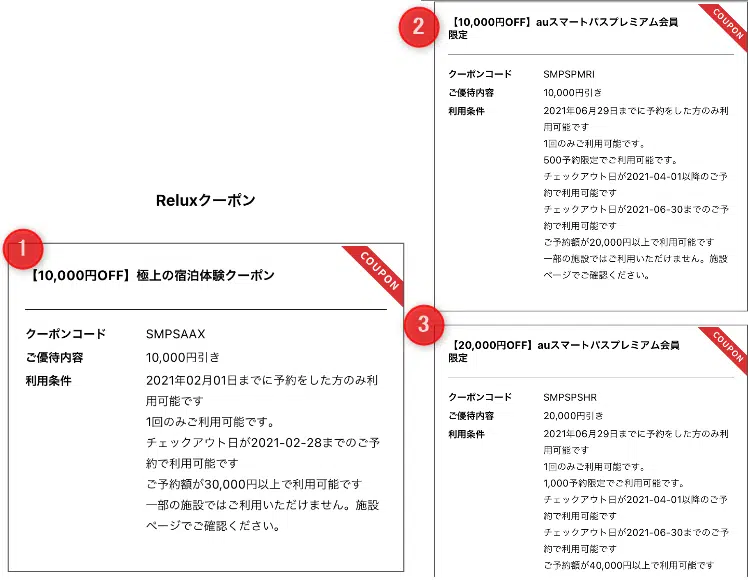 Reluxクーポン
1
COUPON
【10,000円OFF】極上の宿泊体験クーポン
クーポンコード SMPSAAX
ご優待内容 10,000円引き
利用条件 2021年02月01日までに予約をした方のみ利
用可能です
1回のみご利用可能です。
チェックアウト日が2021-02-28までのご予
約で利用可能です
ご予約額が30,000円以上で利用可能です
一部の施設ではご利用いただけません。施設
ページでご確認ください。
2
COUPON
【10,000円OFF】auスマートパスプレミアム会員
限定
クーポンコード SMPSPMRI
ご優待内容 10,000円引き
利用条件 2021年06月29日までに予約をした方のみ利
用可能です
1回のみご利用可能です。
500予約限定でご利用可能です。
チェックアウト日が2021-04-01以降のご予
約で利用可能です
チェックアウト日が2021-06-30までのご予
約で利用可能です
ご予約額が20,000円以上で利用可能です
一部の施設ではご利用いただけません。施設
ページでご確認ください。
3
COUPON
【20,000円OFF】auスマートパスプレミアム会員
限定
クーポンコード SMPSPSHR
ご優待内容 20,000円引き
利用条件 2021年06月29日までに予約をした方のみ利
用可能です
1回のみご利用可能です。
1,000予約限定でご利用可能です。
チェックアウト日が2021-04-01以降のご予
約で利用可能です
チェックアウト日が2021-06-30までのご予
約で利用可能です
ご予約額が40,000円以上で利用可能です